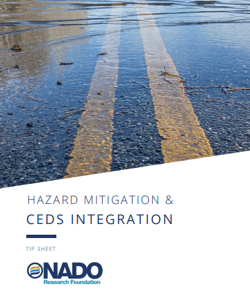 HAZARD MITIGATION &
CEDS INTEGRATION
TIP SHEET
NADO
Research Foundation